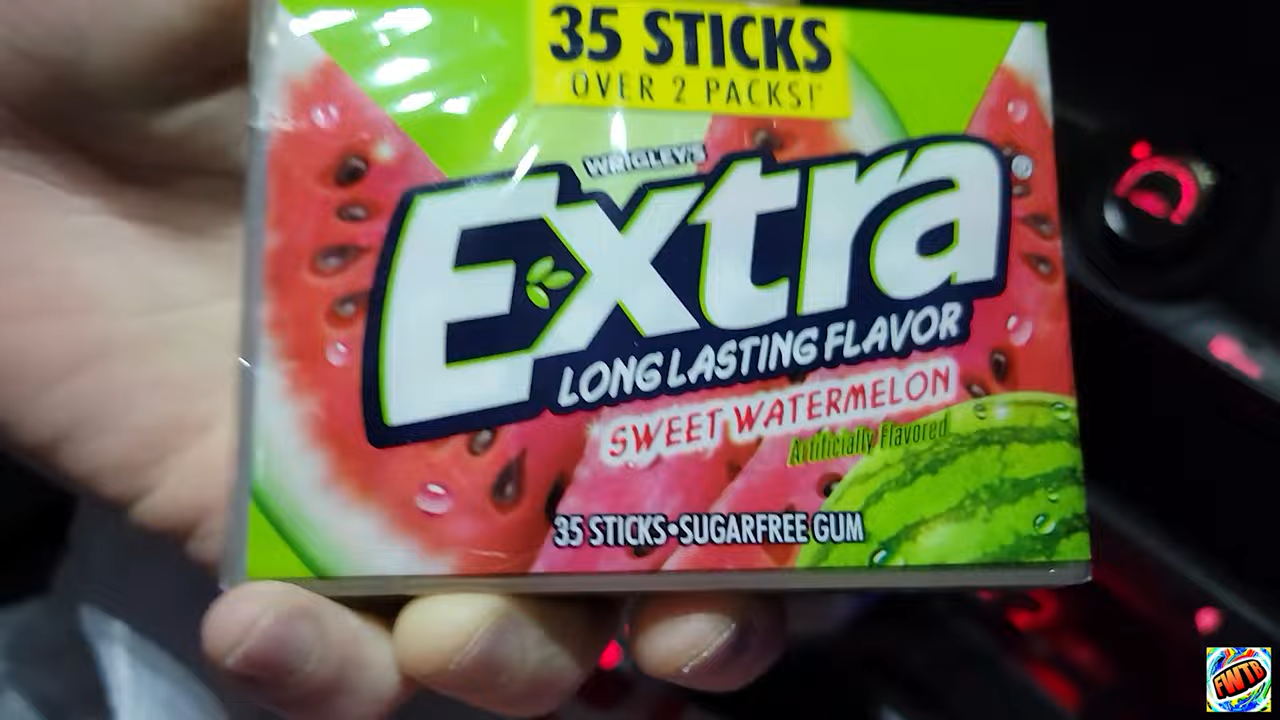 35 STICKS
OVER 2 PACKS!*
WRIGLEY'S
Extra
LONG LASTING FLAVOR
SWEET WATERMELON
Artificially Flavored
35 STICKS•SUGARFREE GUM
FWTB